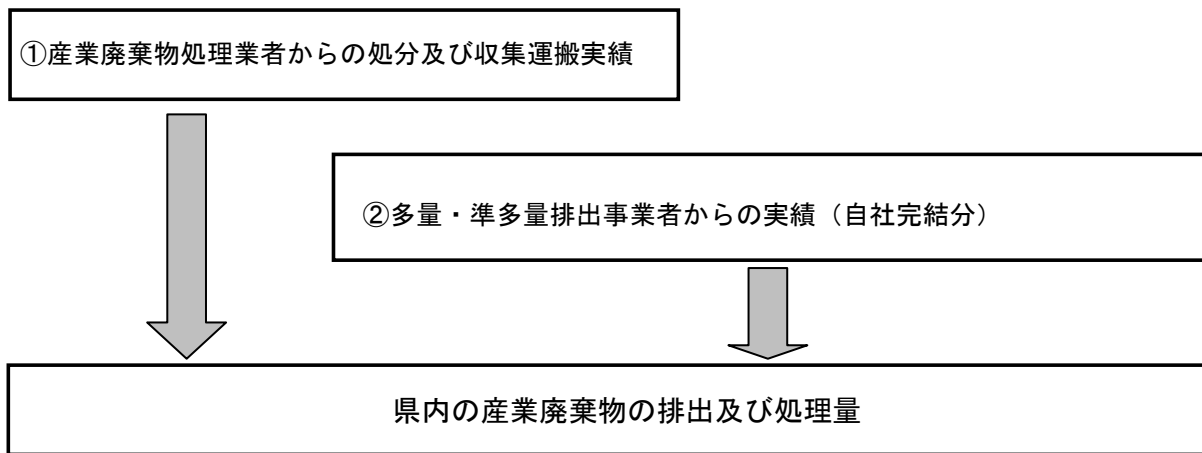 ①産業廃棄物処理業者からの処分及び収集運搬実績
②多量・準多量排出事業者からの実績（自社完結分）
県内の産業廃棄物の排出及び処理量